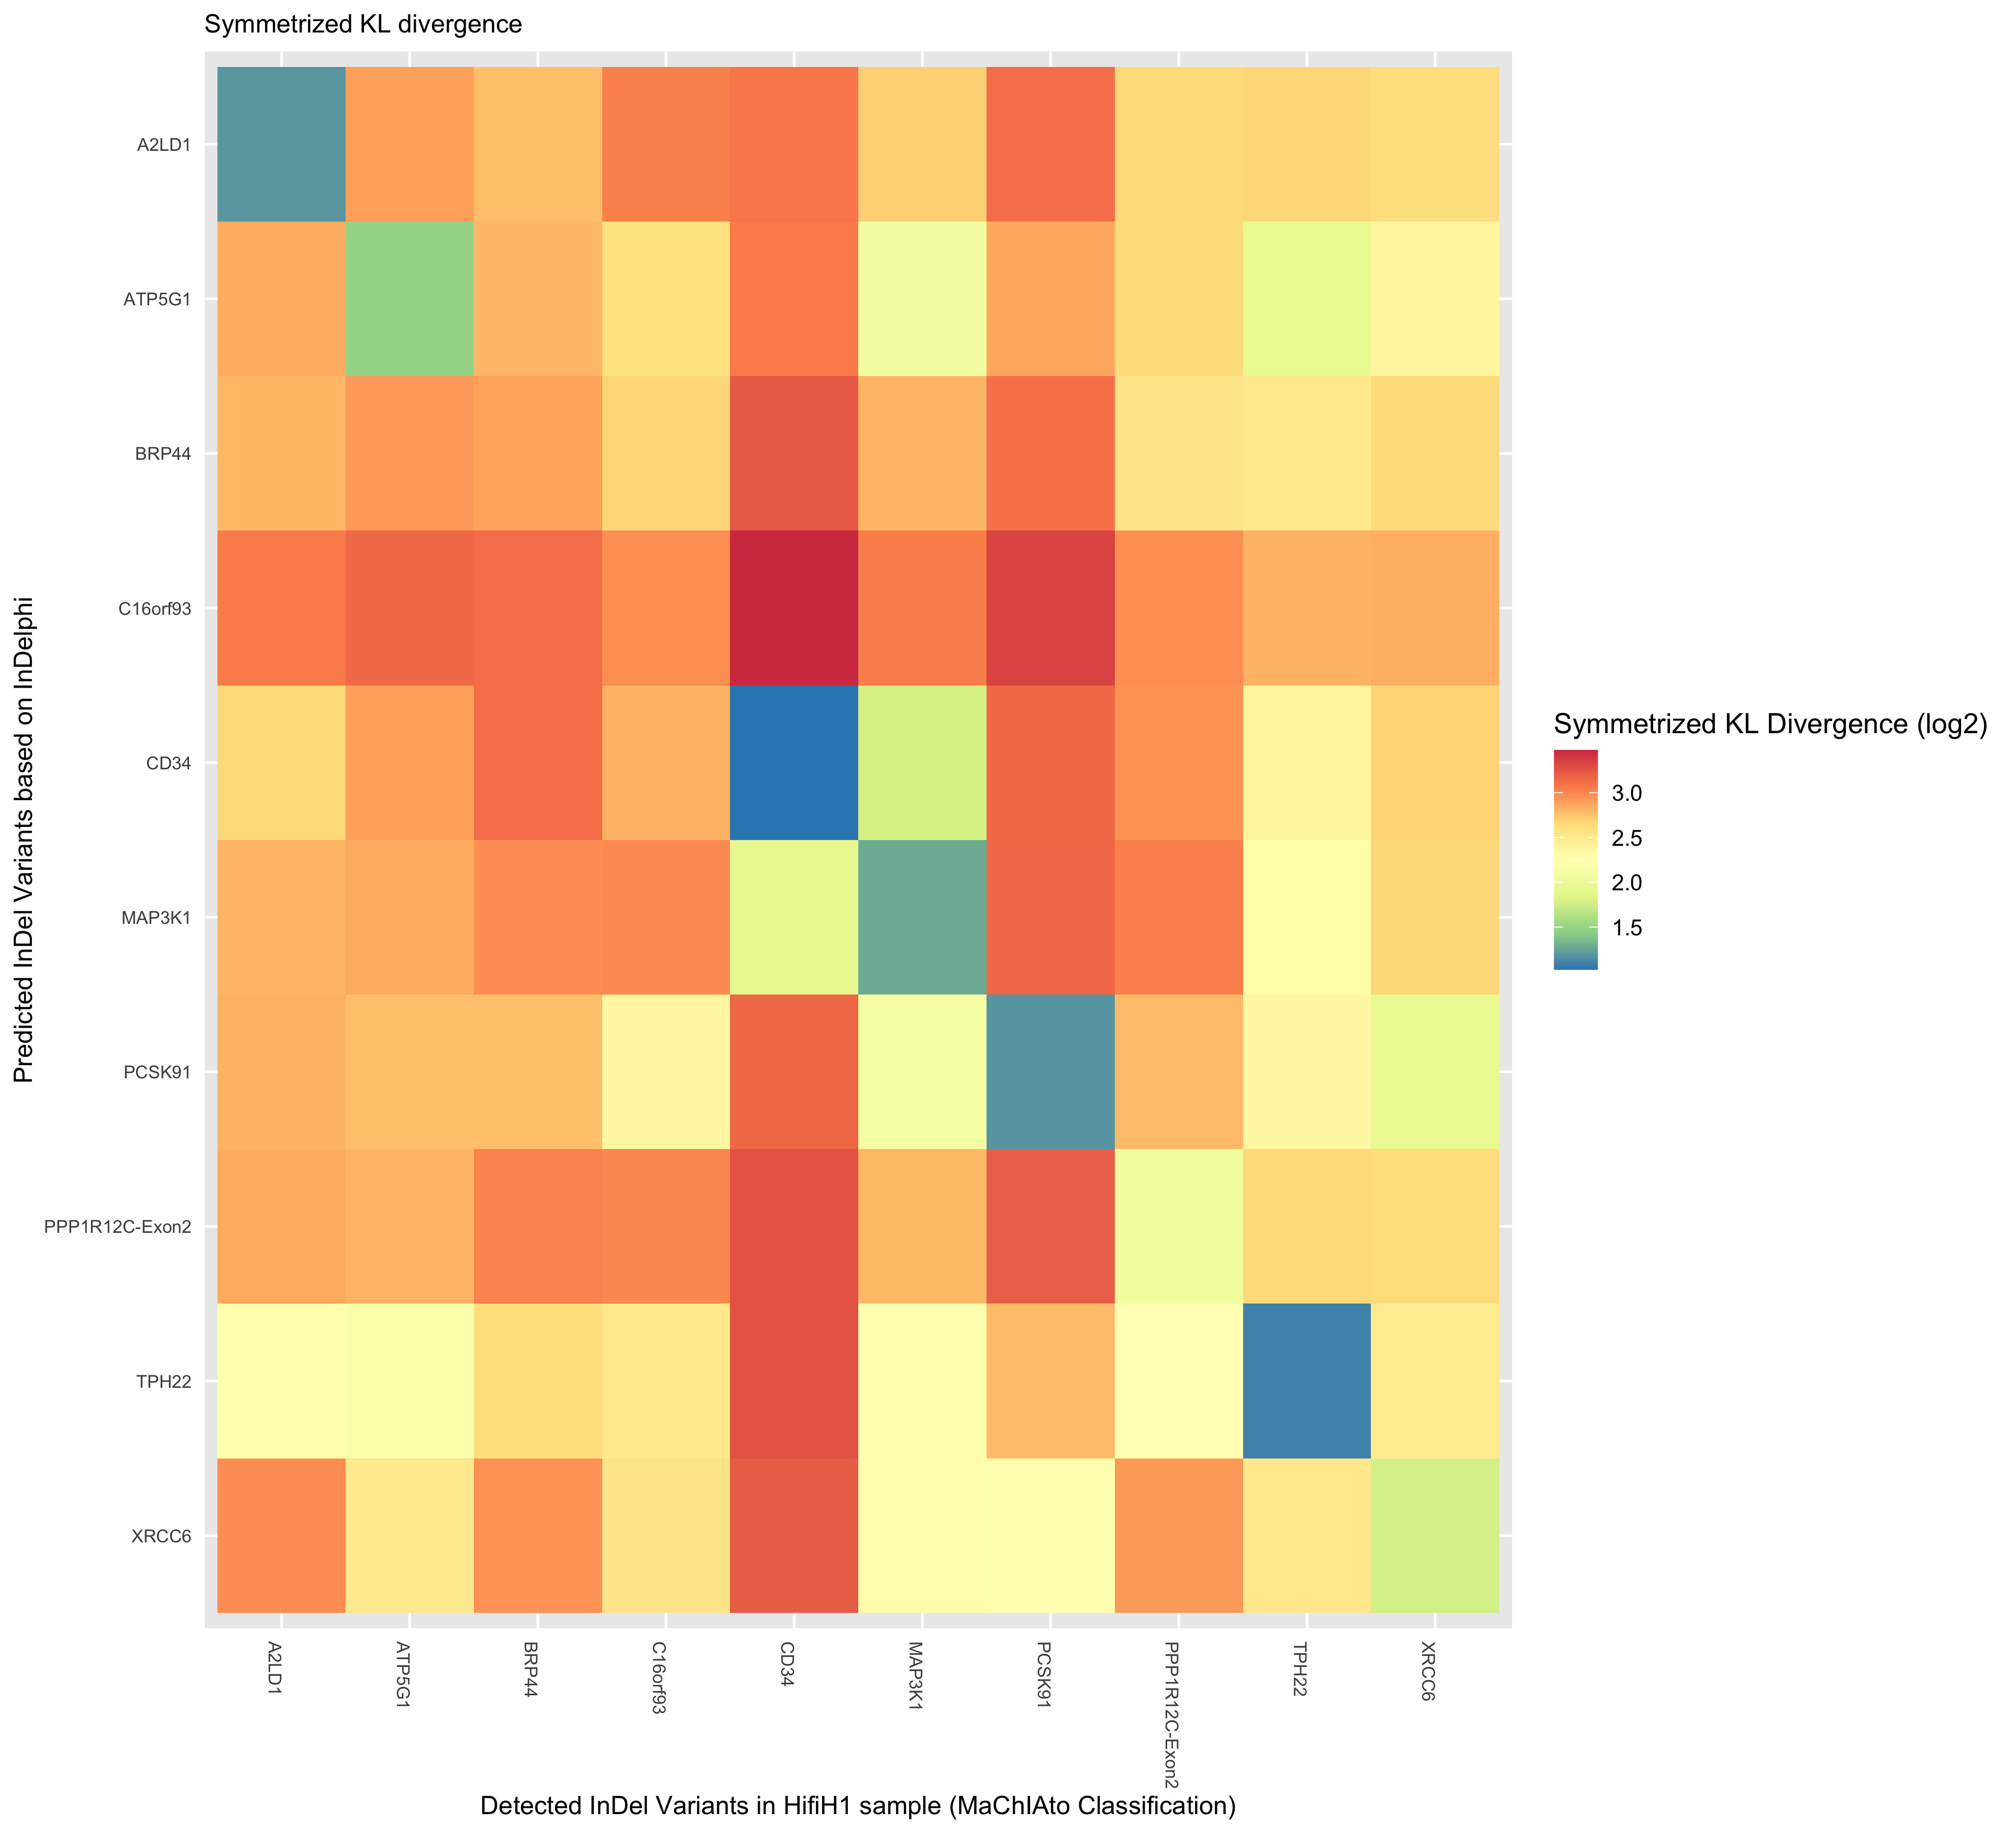 Symmetrized KL divergence
Predicted InDel Variants based on InDelphi
A2LD1
ATP5G1
BRP44
C16orf93
CD34
MAP3K1
PCSK91
PPP1R12C-Exon2
TPH22
XRCC6
A2LD1
ATP5G1
BRP44
C16orf93
CD34
MAP3K1
PCSK91
PPP1R12C-Exon2
TPH22
XRCC6
Detected InDel Variants in HifiH1 sample (MaChIAto Classification)
Symmetrized KL Divergence (log2)
3.0
2.5
2.0
1.5